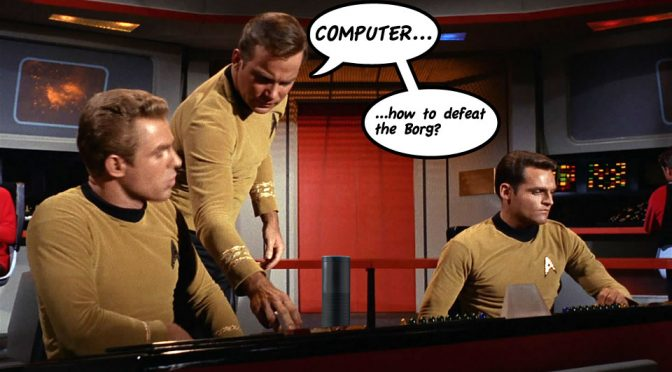 COMPUTER...
...how to defeat
the Borg?